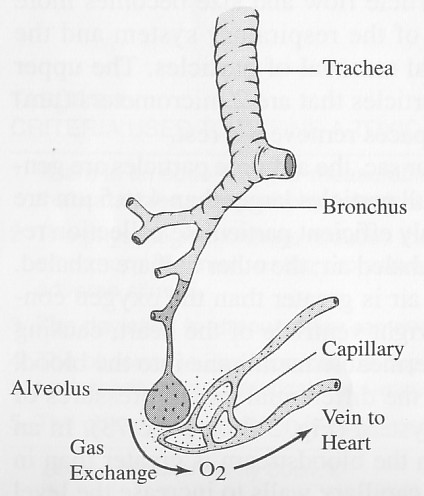 Trachea
Bronchus
Capillary
Alveolus
Vein to
Heart
Gas
Exchange
O2